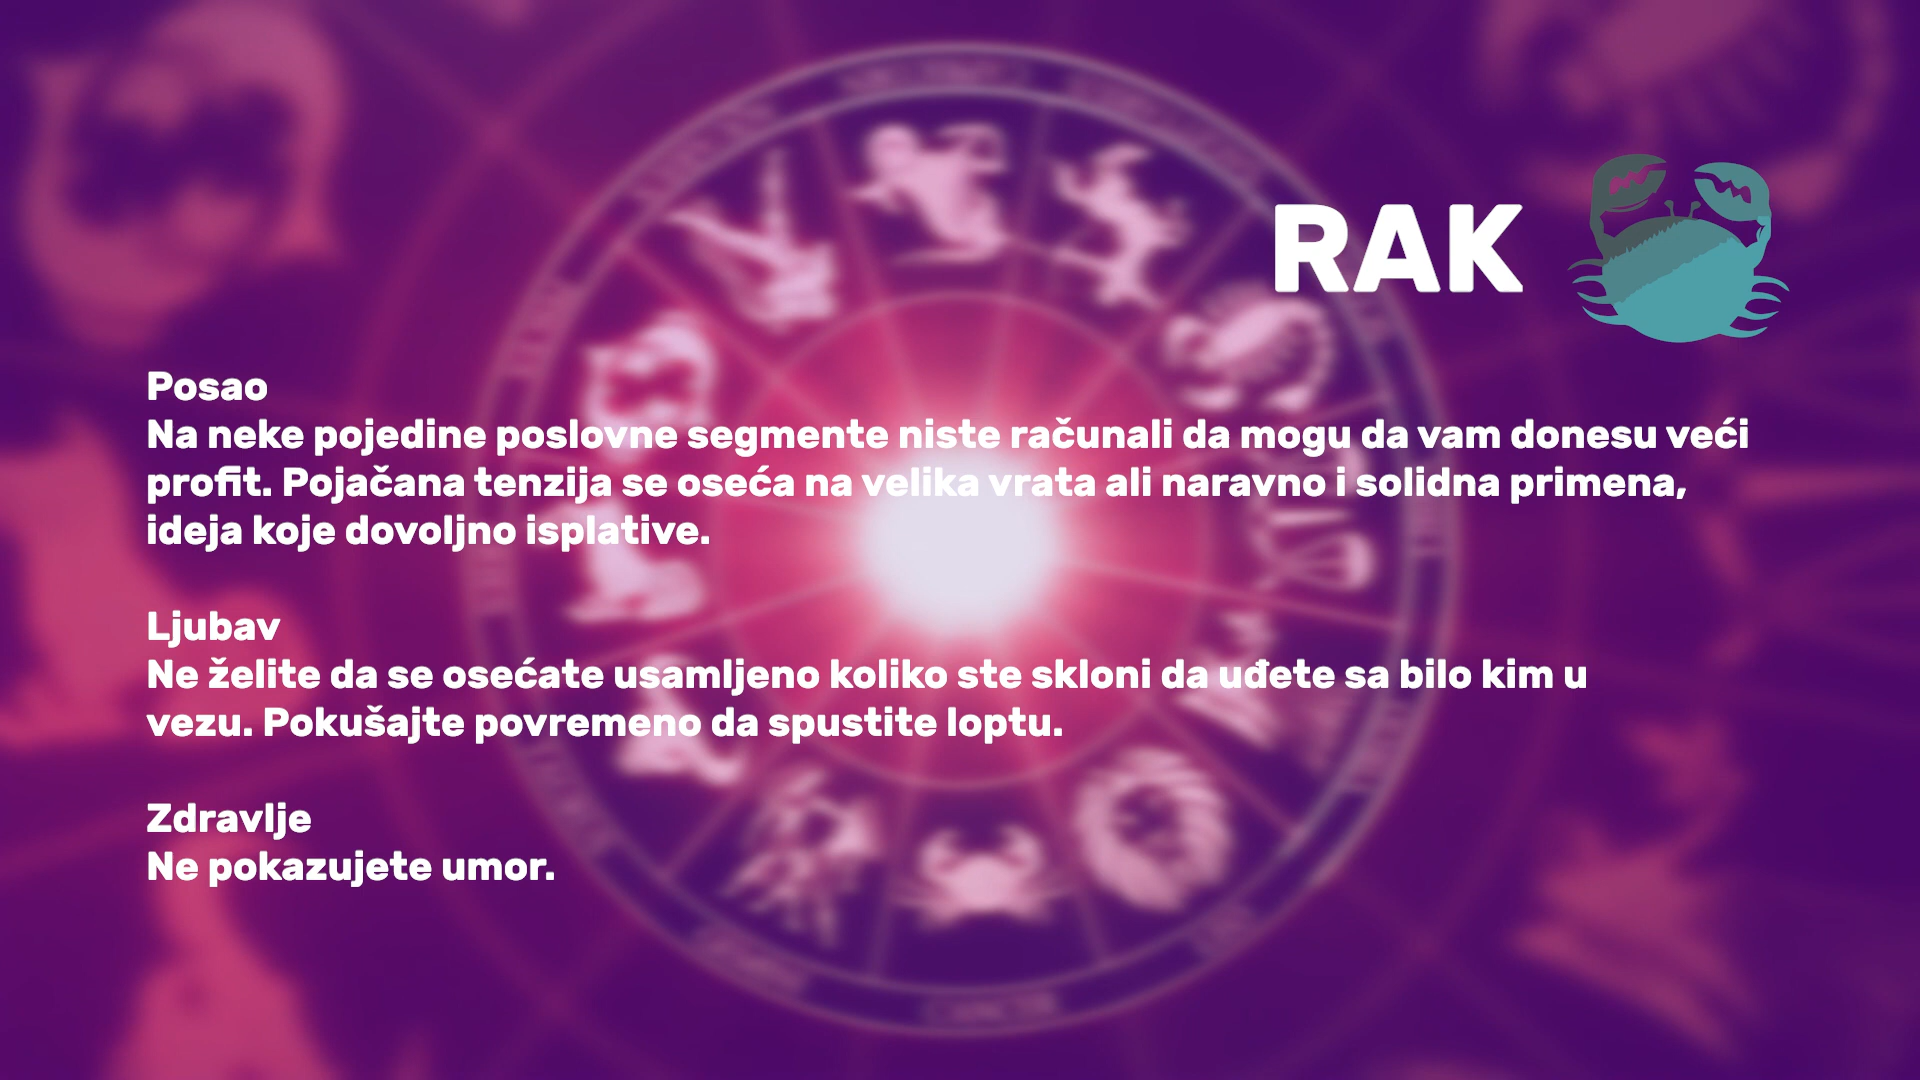 RAK
Posao
Na neke pojedine poslovne segmente niste računali da mogu da vam donesu veći
profit. Pojačana tenzija se oseća na velika vrata ali naravno i solidna primena,
ideja koje dovoljno isplative.
Ljubav
Ne želite da se osećate usamljeno koliko ste skloni da uđete sa bilo kim u
vezu. Pokušajte povremeno da spustite loptu.
Zdravlje
Ne pokazujete umor.